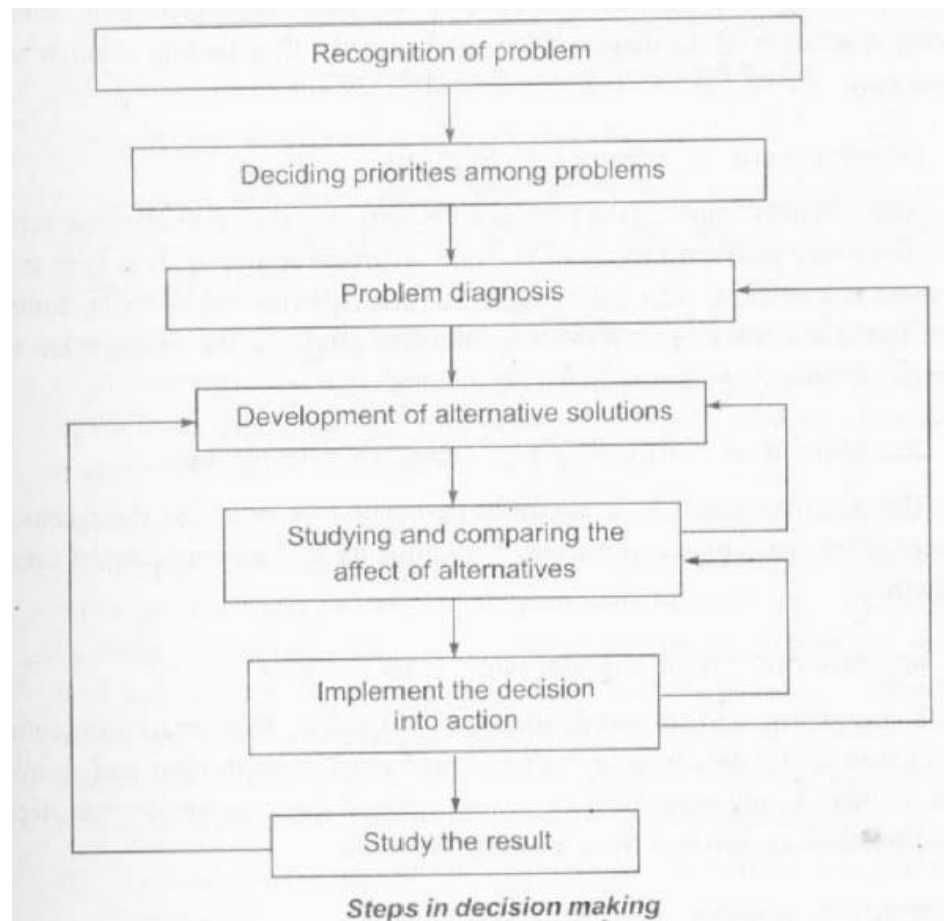 Recognition of problem
Deciding priorities among problems
Problem diagnosis
Development of alternative solutions
Studying and comparing the
affect of alternatives
Implement the decision
into action
Study the result
Steps in decision making